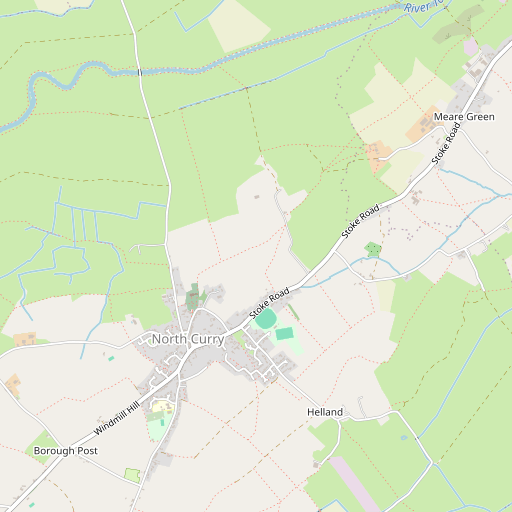 River To
Meare Green
Stoke Road
Stoke Road
Stoke Road
North Curry
Windmill Hill
Helland
Borough Post